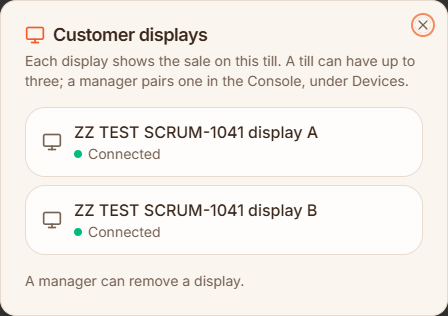 Customer displays
Each display shows the sale on this till. A till can have up to
three; a manager pairs one in the Console, under Devices.
ZZ TEST SCRUM-1041 display A
Connected
ZZ TEST SCRUM-1041 display B
Connected
A manager can remove a display.